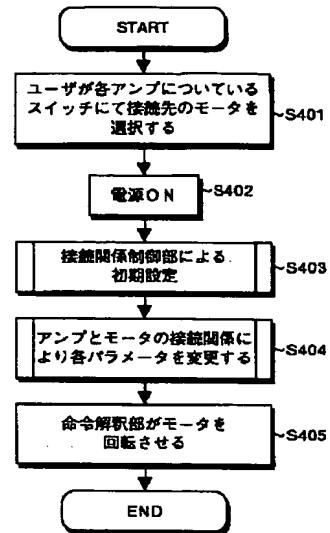 START
ユーザが各アンプについている
スイッチにて接続先のモータを
選択する
~S401
電源ON
~S402
接続関係制御部による
初期設定
~S403
アンプとモータの接続関係に
より各パラメータを変更する
~S404
命令解釈部がモータを
回転させる
~S405
END